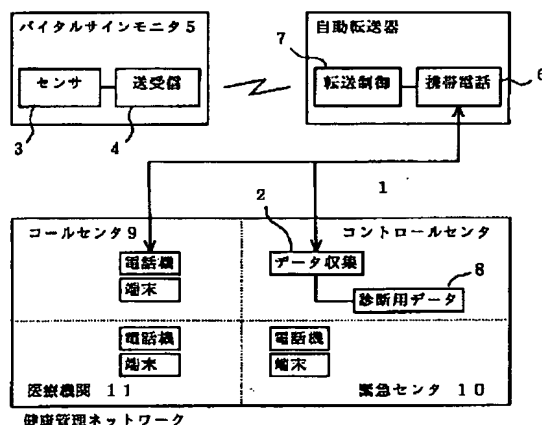 バイタルサインモニタ5
自動転送器
7
センサ
送受信
転送制御
携帯電話
6
3
4
1
コールセンタ9
2
コントロールセンタ
電話機
端末
データ収集
8
診断用データ
電話機
端末
電話機
端末
医療機関 11
緊急センタ 10
健康管理ネットワーク